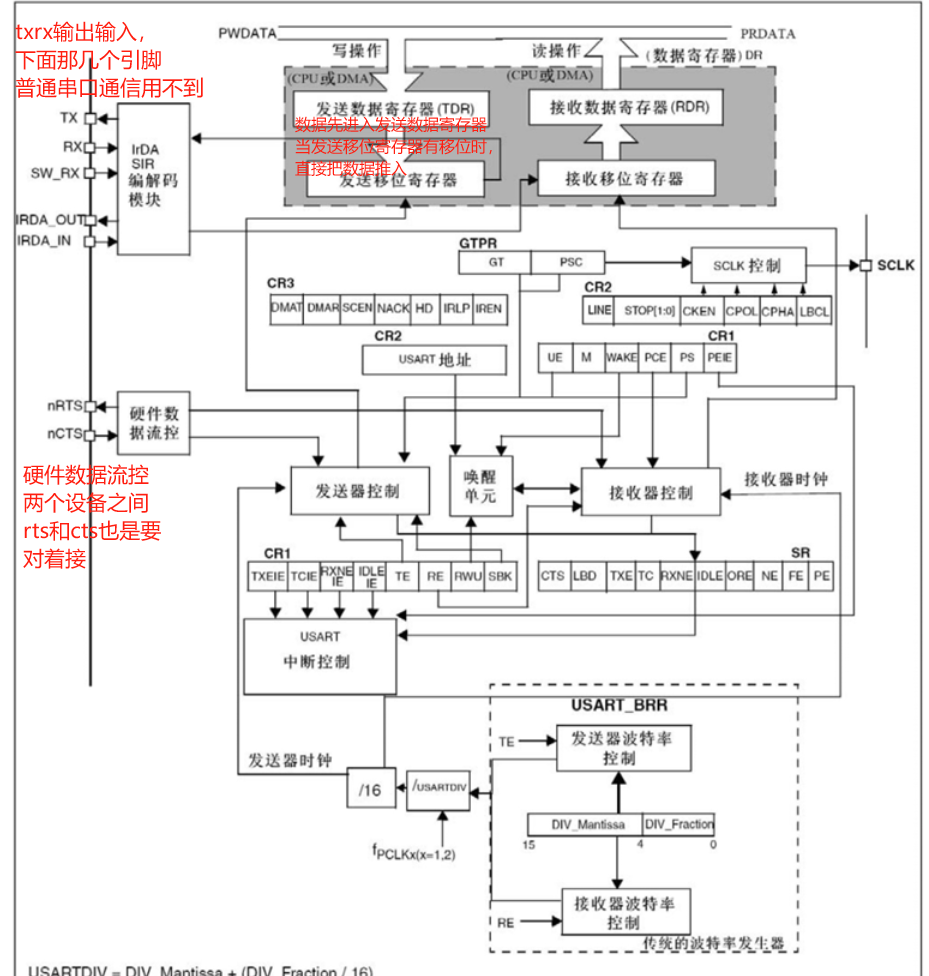 txrx输出输入，
下面那几个引脚
普通串口通信用不到
PWDATA
PRDATA
写操作
读操作
(数据寄存器) DR
(CPU或DMA)
(CPU或DMA)
发送数据寄存器(TDR)
接收数据寄存器(RDR)
数据先进入发送数据寄存器
当发送移位寄存器有移位时，
直接把数据推入
发送移位寄存器
接收移位寄存器
TX
RX
SW_RX
IRDA_OUT
IRDA_IN
IrDA
SIR
编解码
模块
GTPR
GT
PSC
SCLK 控制
SCLK
CR3
DMAT
DMAR
SCEN
NACK
HD
IRLP
IREN
CR2
LINE
STOP[1:0]
CKEN
CPOL
CPHA
LBCL
CR2
USART 地址
CR1
UE
M
WAKE
PCE
PS
PEIE
nRTS
nCTS
硬件数
据流控
硬件数据流控
两个设备之间
rts和cts也是要
对着接
发送器控制
唤醒
单元
接收器控制
接收器时钟
CR1
TXEIE
TCIE
RXNE
IE
IDLE
IE
TE
RE
RWU
SBK
SR
CTS
LBD
TXE
TC
RXNE
IDLE
ORE
NE
FE
PE
USART
中断控制
USART_BRR
TE
发送器波特率
控制
发送器时钟
/16
/USARTDIV
fPCLKx(x=1,2)
DIV_Mantissa
DIV_Fraction
15
4
0
RE
接收器波特率
控制
传统的波特率发生器
USARTDIV = DIV_Mantissa + (DIV_Fraction / 16)